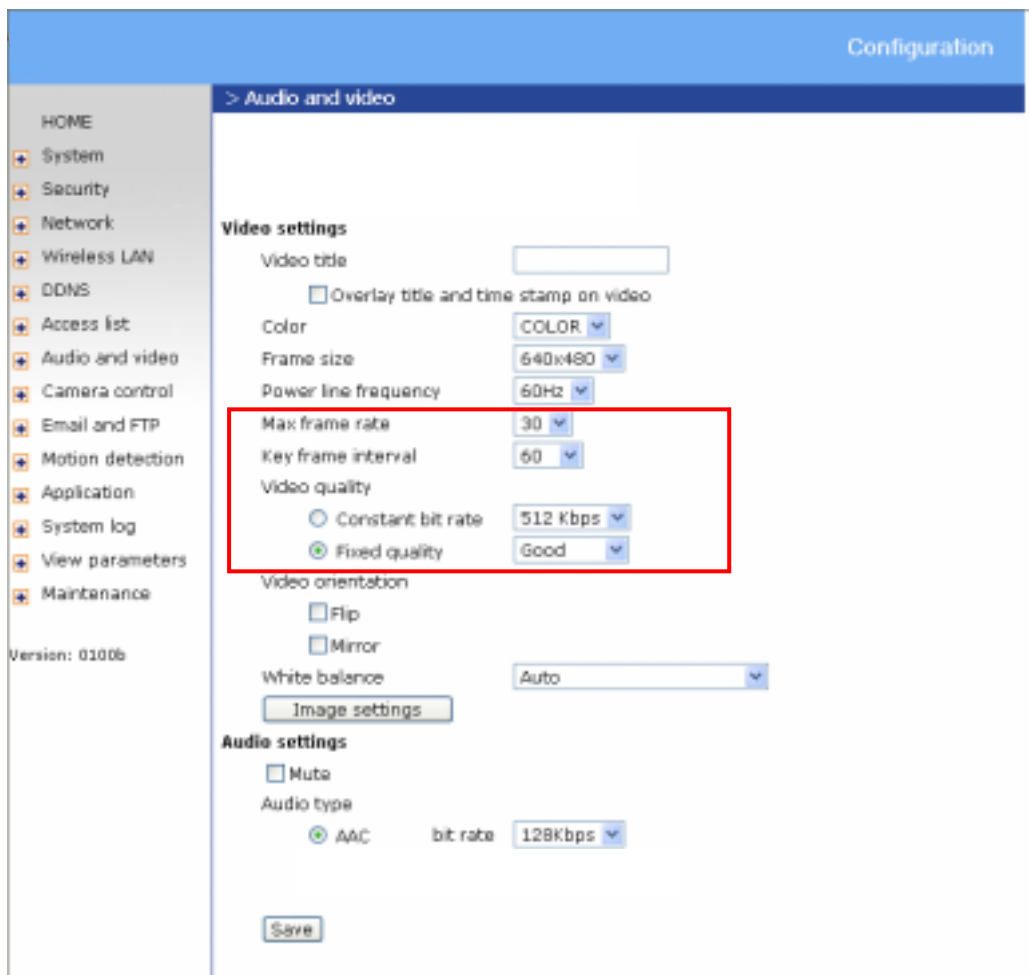 Configuration
> Audio and video
HOME
System
Security
Network
Wireless LAN
DDNS
Access list
Audio and video
Camera control
Email and FTP
Motion detection
Application
System log
View parameters
Maintenance
Version: 0100b
Video settings
Video title
Overlay title and time stamp on video
Color COLOR
Frame size 640x480
Power line frequency 60Hz
Max frame rate 30
Key frame interval 60
Video quality
Constant bit rate 512 Kbps
Fixed quality Good
Video orientation
Flip
Mirror
White balance Auto
Image settings
Audio settings
Mute
Audio type
AAC bit rate 128Kbps
Save